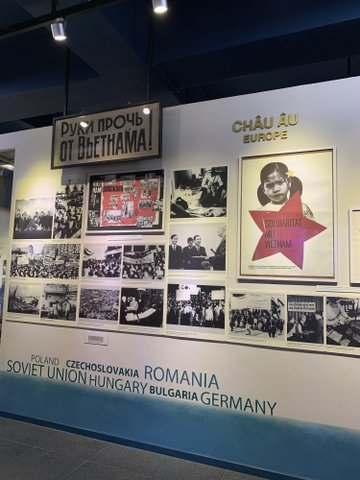 РУКИ ПРОЧЬ
ОТ ВЬЕТНАМА!
CHÂU ÂU
EUROPE
SOLIDARITÄT
MIT
VIETNAM
POLAND CZECHOSLOVAKIA ROMANIA
SOVIET UNION HUNGARY BULGARIA GERMANY